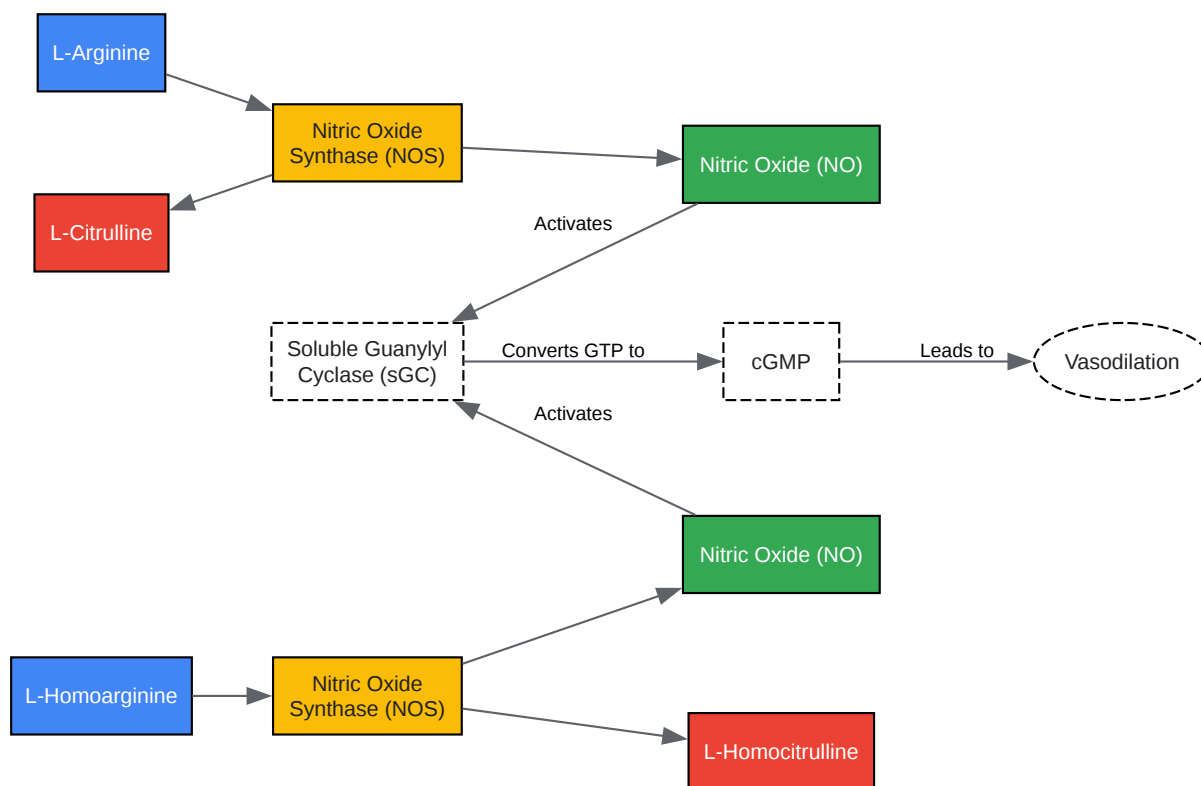 L-Arginine
Nitric Oxide
Synthase (NOS)
Nitric Oxide (NO)
L-Citrulline
Activates
Soluble Guanylyl
Cyclase (sGC)
Converts GTP to
cGMP
Leads to
Vasodilation
Activates
Nitric Oxide (NO)
L-Homoarginine
Nitric Oxide
Synthase (NOS)
L-Homocitrulline